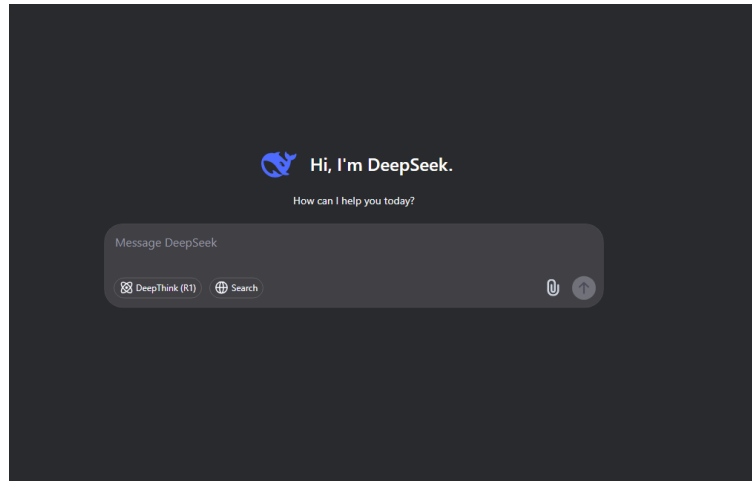 Hi, I'm DeepSeek.
How can I help you today?
Message DeepSeek
DeepThink (R1) Search